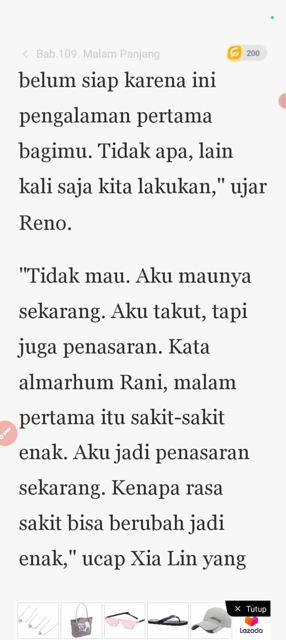 Bab.109. Malam Panjang
200
belum siap karena ini
pengalaman pertama
bagimu. Tidak apa, lain
kali saja kita lakukan," ujar
Reno.
"Tidak mau. Aku maunya
sekarang. Aku takut, tapi
juga penasaran. Kata
almarhum Rani, malam
pertama itu sakit-sakit
enak. Aku jadi penasaran
sekarang. Kenapa rasa
sakit bisa berubah jadi
enak," ucap Xia Lin yang
× Tutup
Lazada